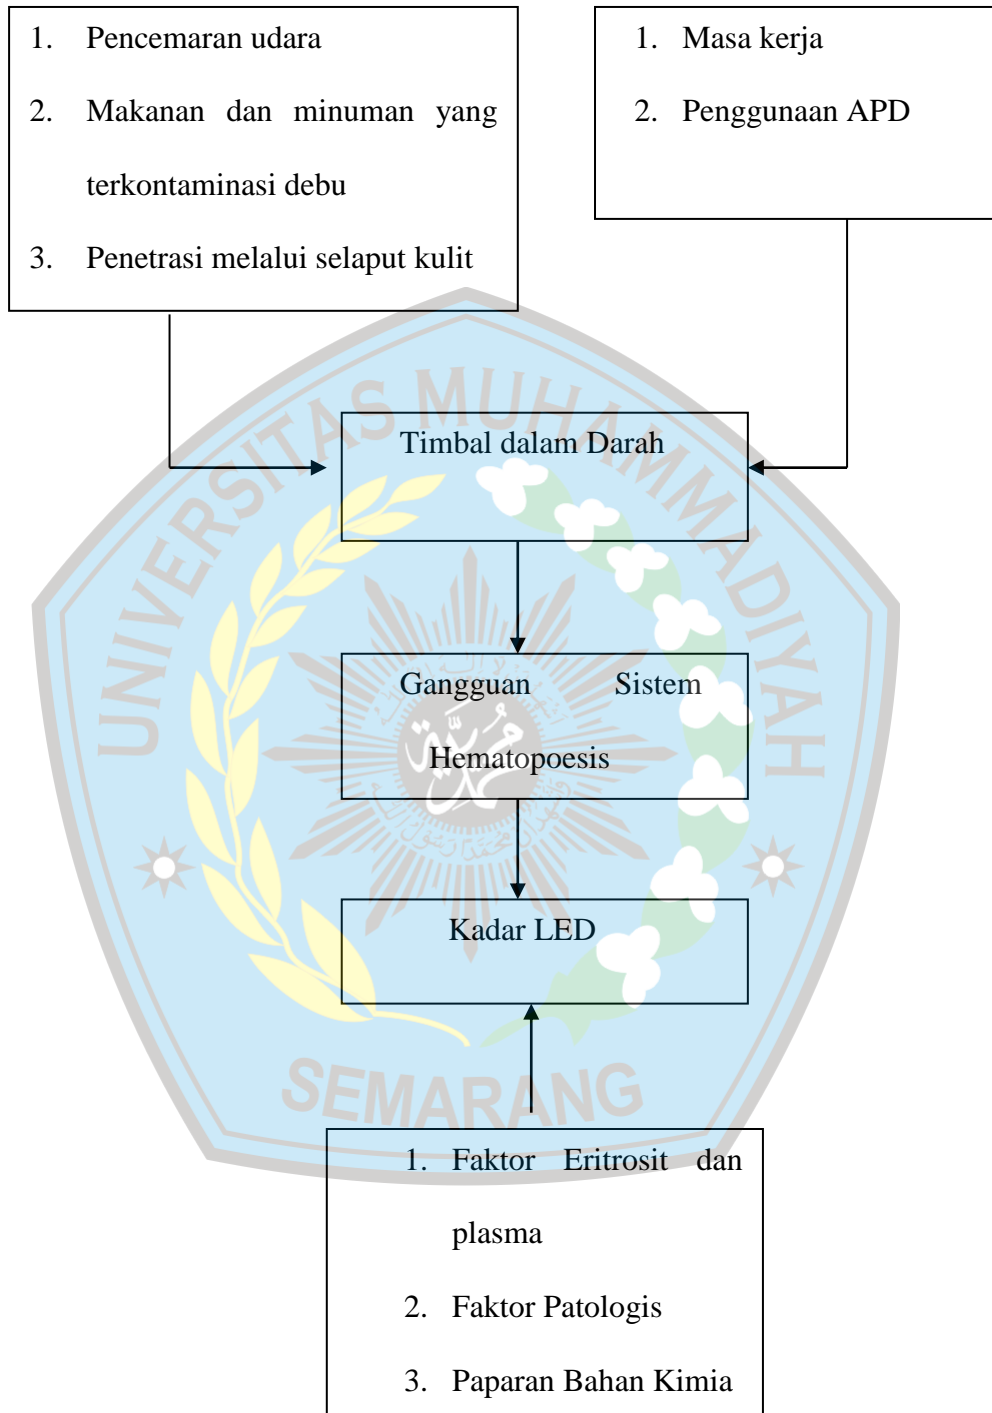 1. Pencemaran udara
2. Makanan dan minuman yang
terkontaminasi debu
3. Penetrasi melalui selaput kulit
1. Masa kerja
2. Penggunaan APD
Timbal dalam Darah
Gangguan Sistem
Hematopoesis
Kadar LED
1. Faktor Eritrosit dan
plasma
2. Faktor Patologis
3. Paparan Bahan Kimia
UNIVERSITAS MUHAMMADIYAH
SEMARANG